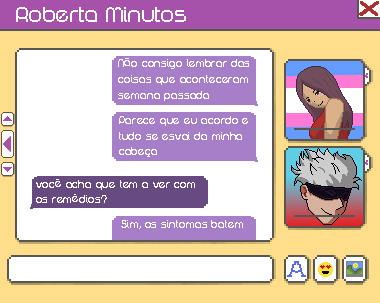 Roberta Minutos
Não consigo lembrar das
coisas que aconteceram
semana passada
Parece que eu acordo e
tudo se esvai da minha
cabeça
você acha que tem a ver com
os remédios?
Sim, os sintomas batem
A